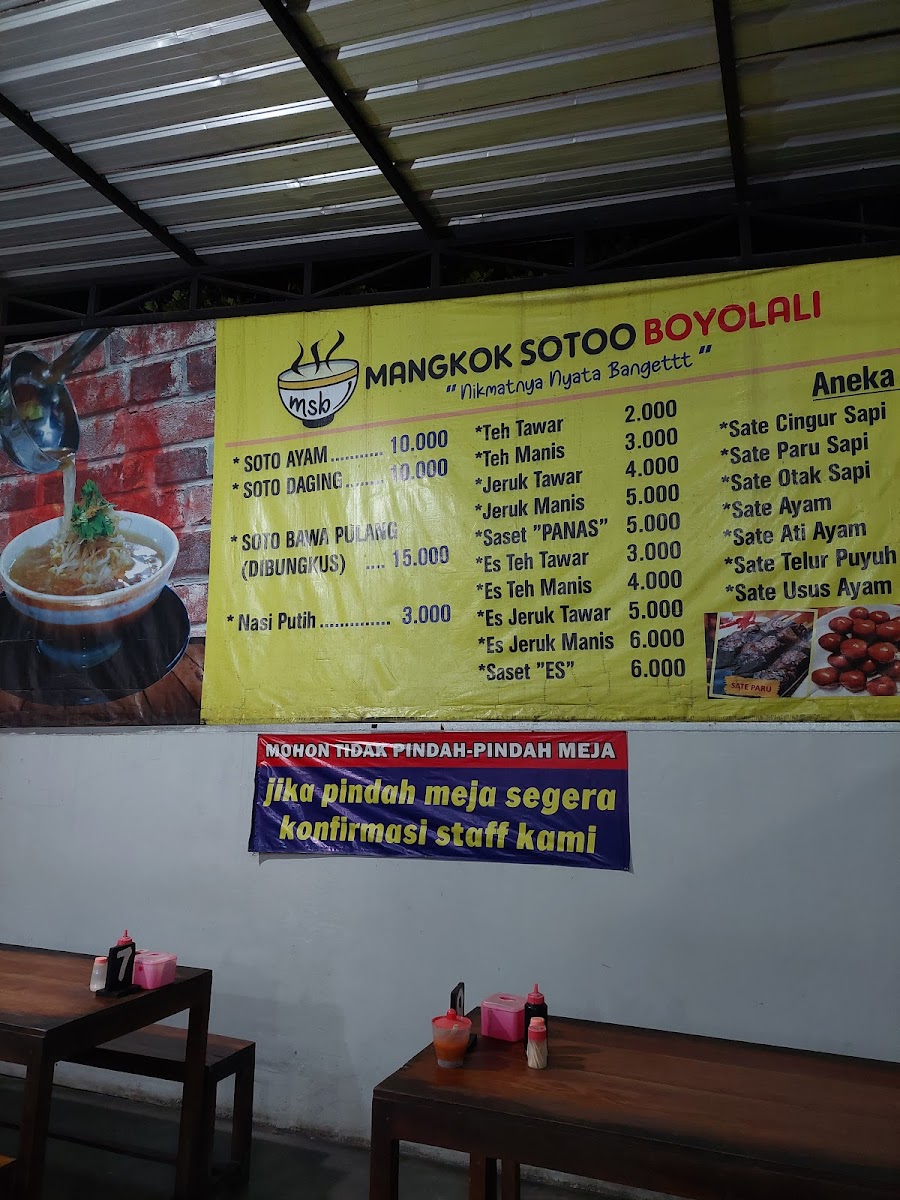 msb
MANGKOK SOTOO BOYOLALI
"Nikmatnya Nyata Bangettt"
* SOTO AYAM ........... 10.000
* SOTO DAGING ........ 10.000
* SOTO BAWA PULANG
(DIBUNGKUS) .... 15.000
* Nasi Putih .............. 3.000
*Teh Tawar 2.000
*Teh Manis 3.000
*Jeruk Tawar 4.000
*Jeruk Manis 5.000
*Saset "PANAS" 5.000
*Es Teh Tawar 3.000
*Es Teh Manis 4.000
*Es Jeruk Tawar 5.000
*Es Jeruk Manis 6.000
*Saset "ES" 6.000
Aneka
*Sate Cingur Sapi
*Sate Paru Sapi
*Sate Otak Sapi
*Sate Ayam
*Sate Ati Ayam
*Sate Telur Puyuh
*Sate Usus Ayam
SATE PARU
MOHON TIDAK PINDAH-PINDAH MEJA
jika pindah meja segera
konfirmasi staff kami
7